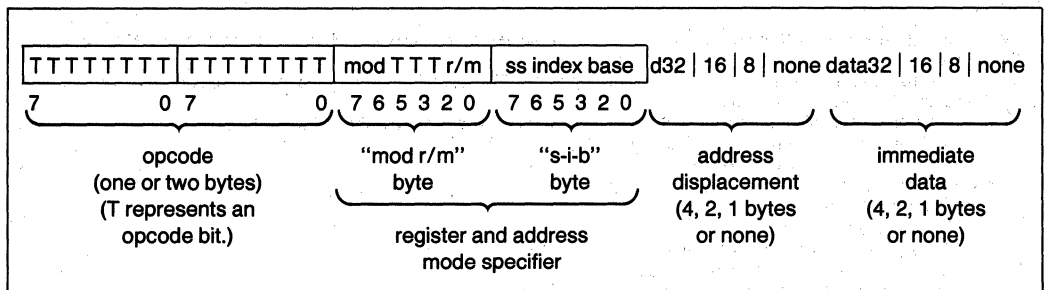 T T T T T T T T T T T T T T T T mod T T T r/m ss index base d32 | 16 | 8 | none data32 | 16 | 8 | none
7 0 7 0 7 6 5 3 2 0 7 6 5 3 2 0
opcode "mod r/m" "s-i-b" address immediate
(one or two bytes) byte byte displacement data
(T represents an (4, 2, 1 bytes (4, 2, 1 bytes
opcode bit.) or none) or none)
register and address
mode specifier